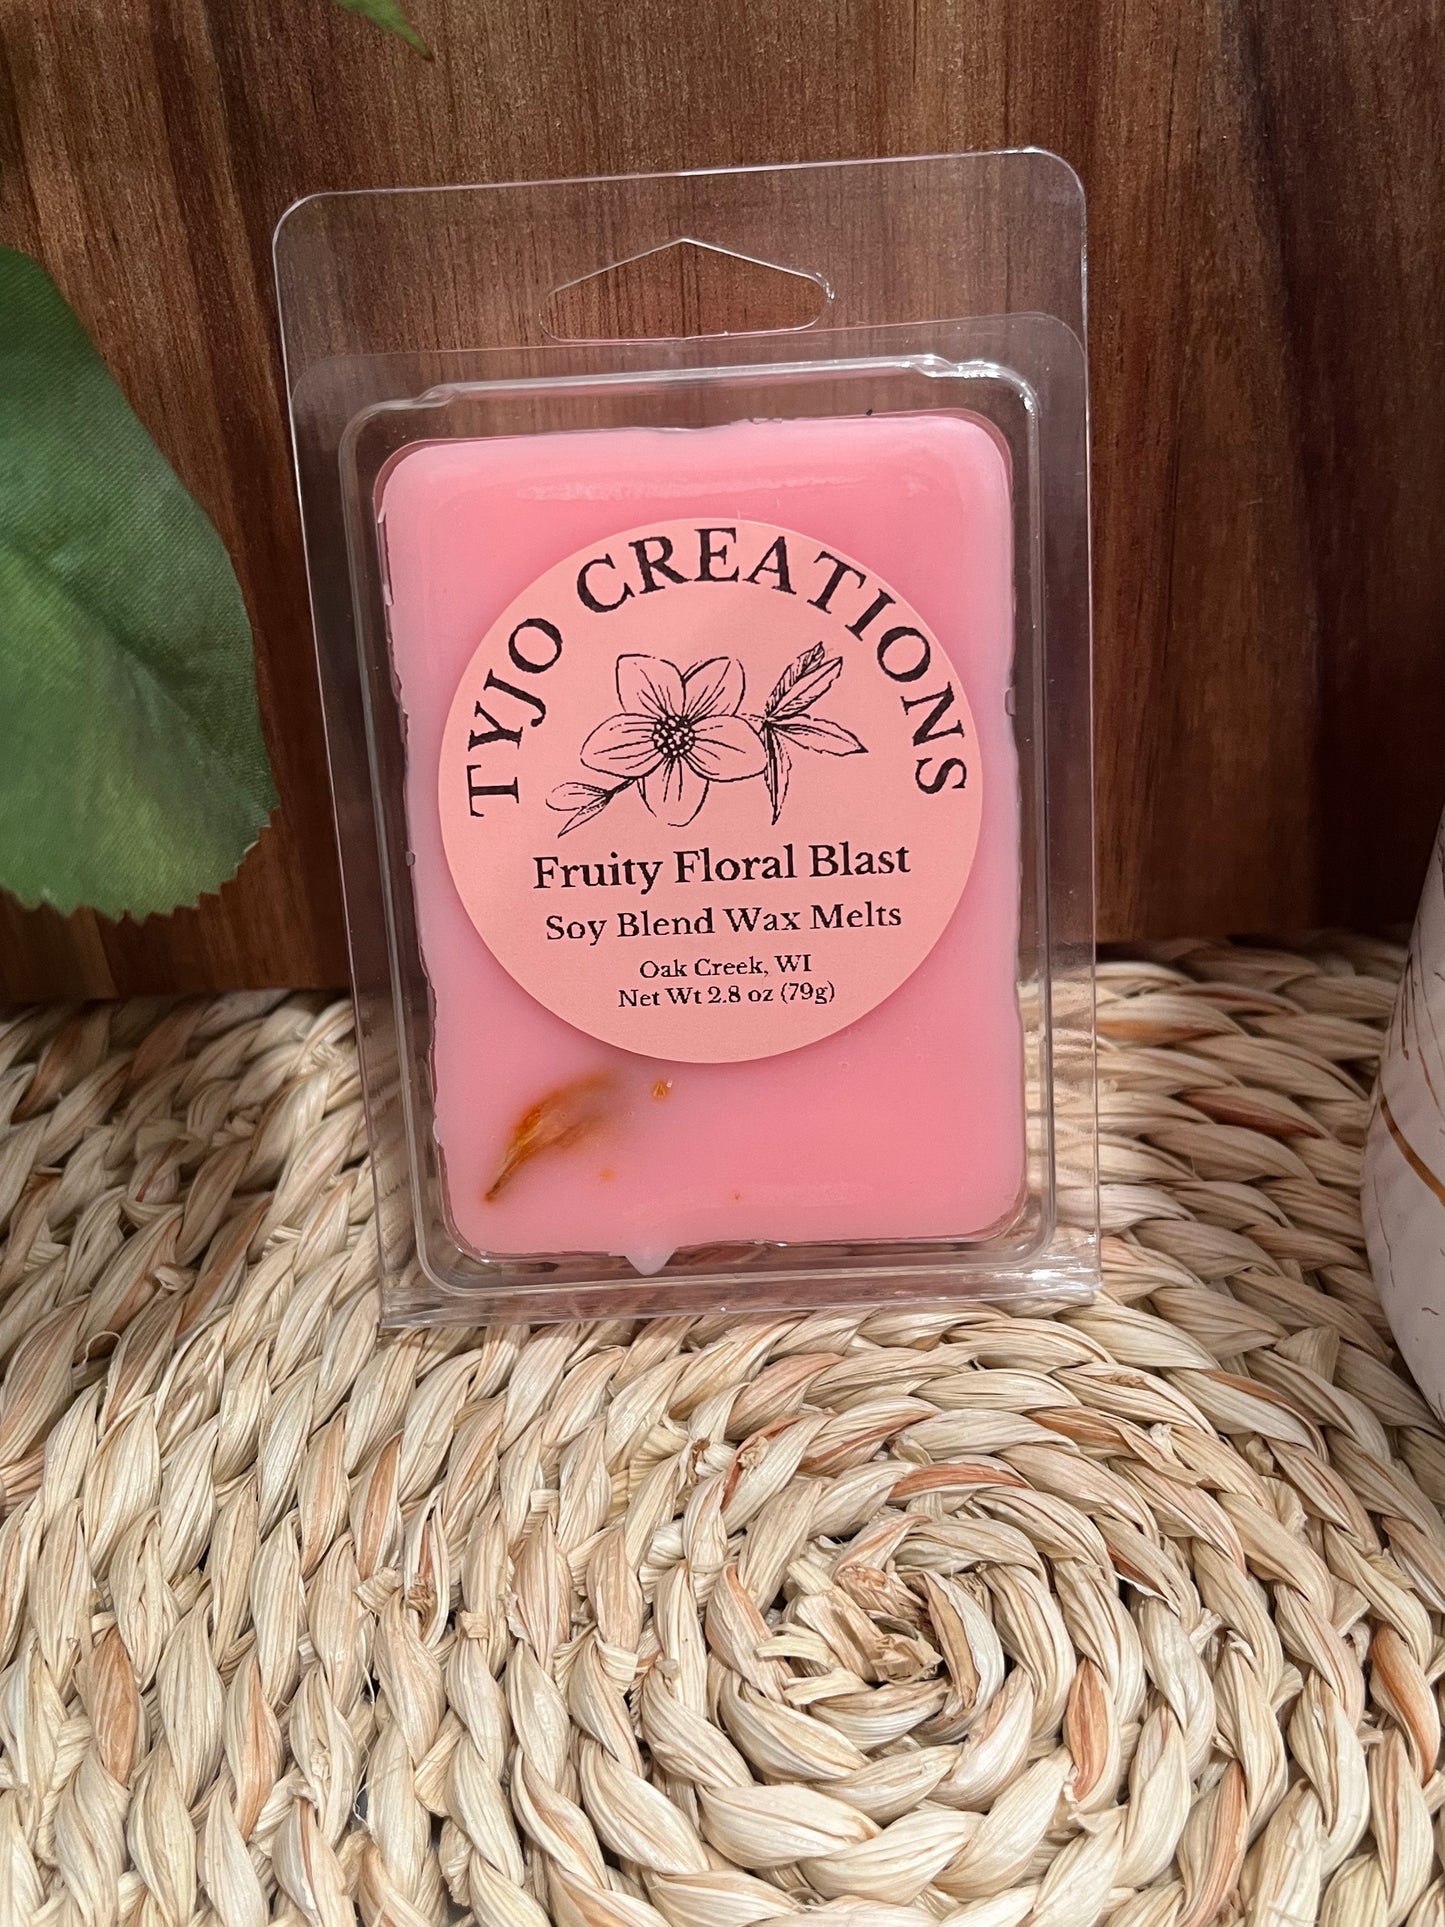 TYJO CREATIONS
Fruity Floral Blast
Soy Blend Wax Melts
Oak Creek, WI
Net Wt 2.8 oz (79g)